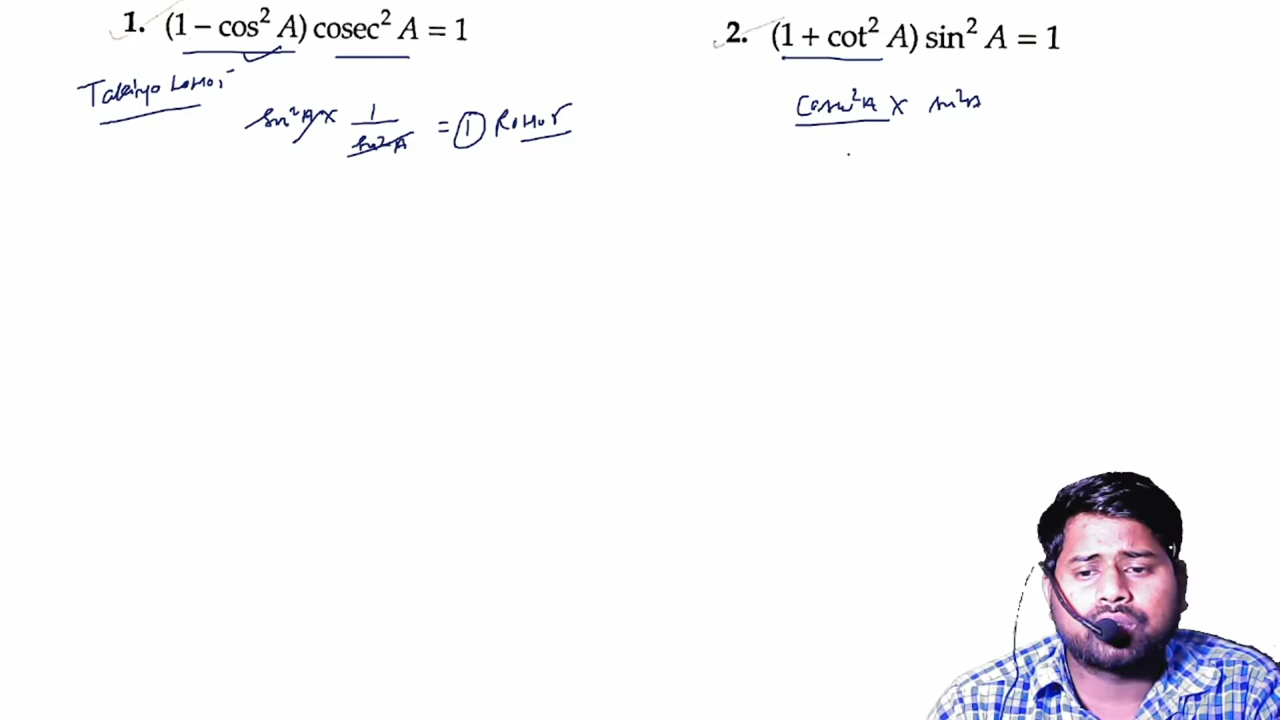 1. (1 − cos² A) cosec² A = 1
Taking LHS,
sin²A × 1/sin²A = 1 RHS
2. (1 + cot² A) sin² A = 1
cosec²A × sin²A